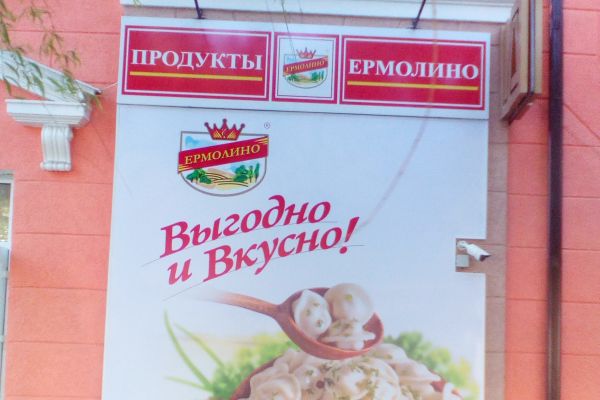 ПРОДУКТЫ
ЕРМОЛИНО
ЕРМОЛИНО
ЕРМОЛИНО
®
Выгодно
и Вкусно!